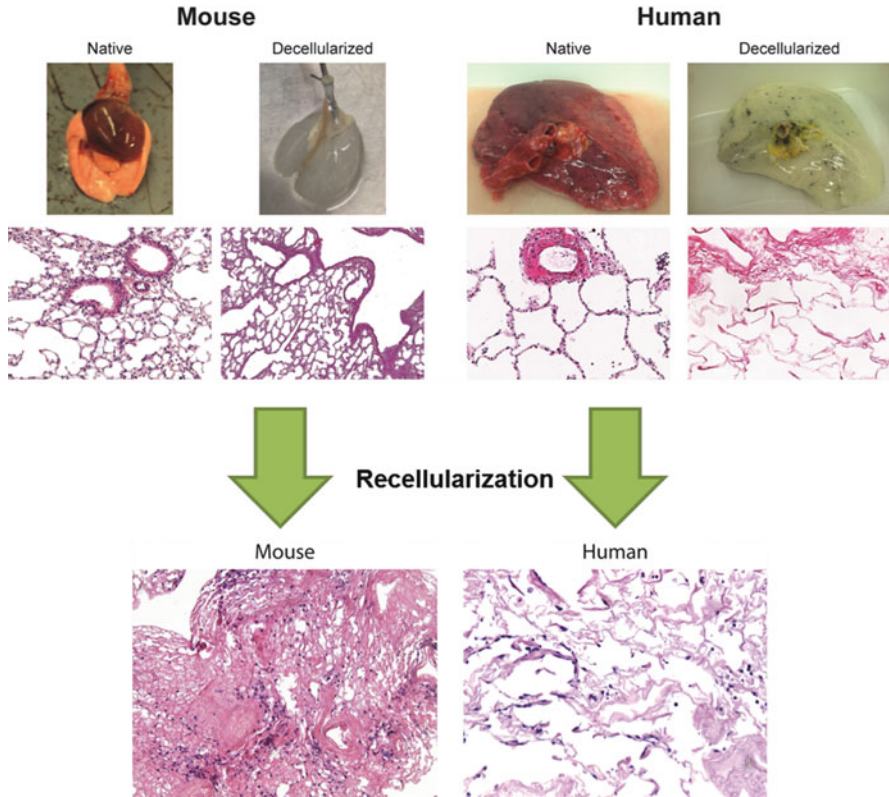 Mouse
Human
Native
Decellularized
Native
Decellularized
Recellularization
Mouse
Human